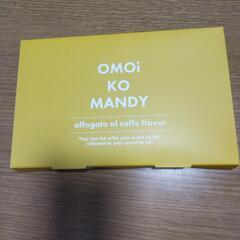 OMOi
KO
MANDY
affogato al caffe flavor
You can be who you want to be,
whenever you want to be.